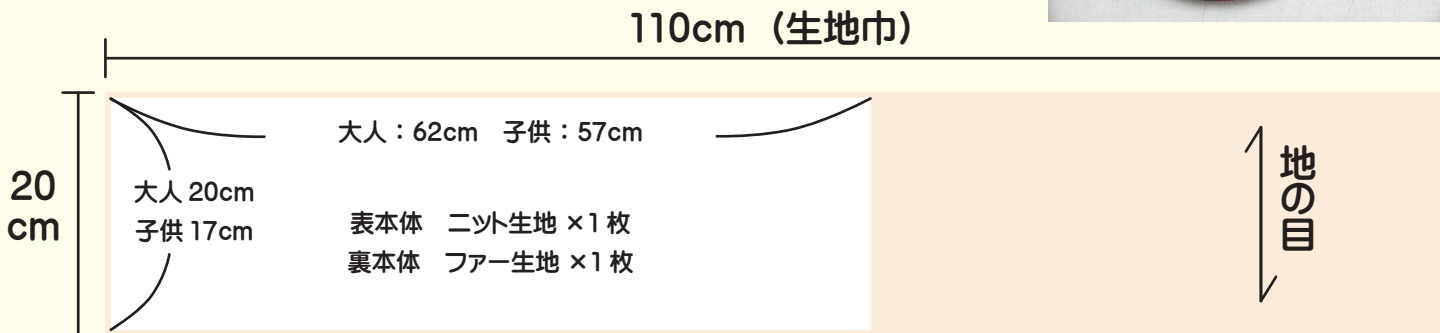 110cm（生地巾）
大人：62cm　子供：57cm
20
cm
大人 20cm
子供 17cm
表本体　ニット生地 ×1 枚
裏本体　ファー生地 ×1 枚
地の目